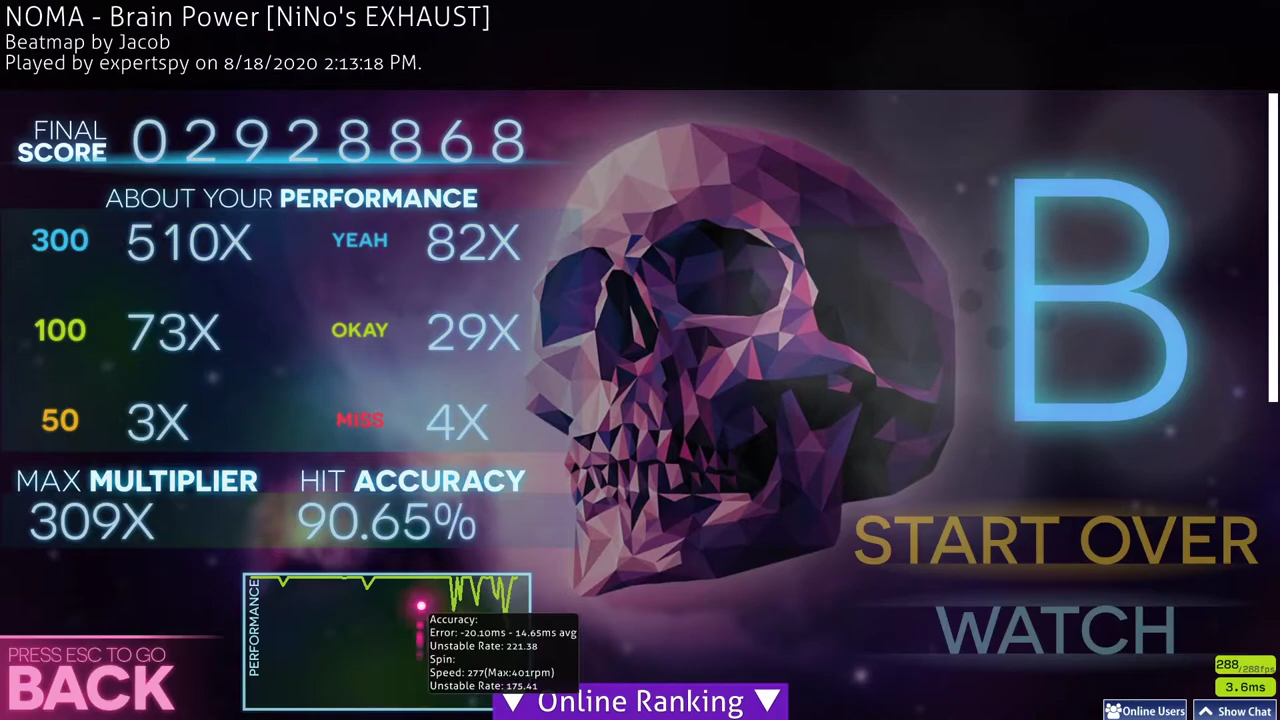 NOMA - Brain Power [NiNo's EXHAUST]
Beatmap by Jacob
Played by expertspy on 8/18/2020 2:13:18 PM.
FINAL SCORE 02928868
ABOUT YOUR PERFORMANCE
300 510X YEAH 82X
100 73X OKAY 29X
50 3X MISS 4X
MAX MULTIPLIER HIT ACCURACY
309X 90.65%
B
START OVER
WATCH
PERFORMANCE
Accuracy:
Error: -20.10ms - 14.65ms avg
Unstable Rate: 221.38
Spin:
Speed: 277(Max:401rpm)
Unstable Rate: 175.41
PRESS ESC TO GO
BACK
▼ Online Ranking ▼
288/288fps
3.6ms
Online Users
Show Chat